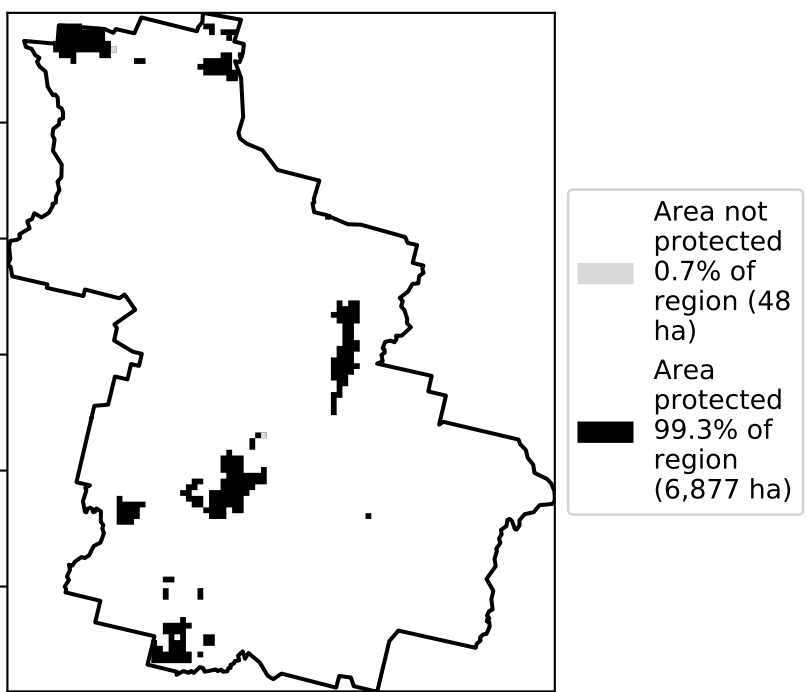 Area not
protected
0.7% of
region (48
ha)
Area
protected
99.3% of
region
(6,877 ha)